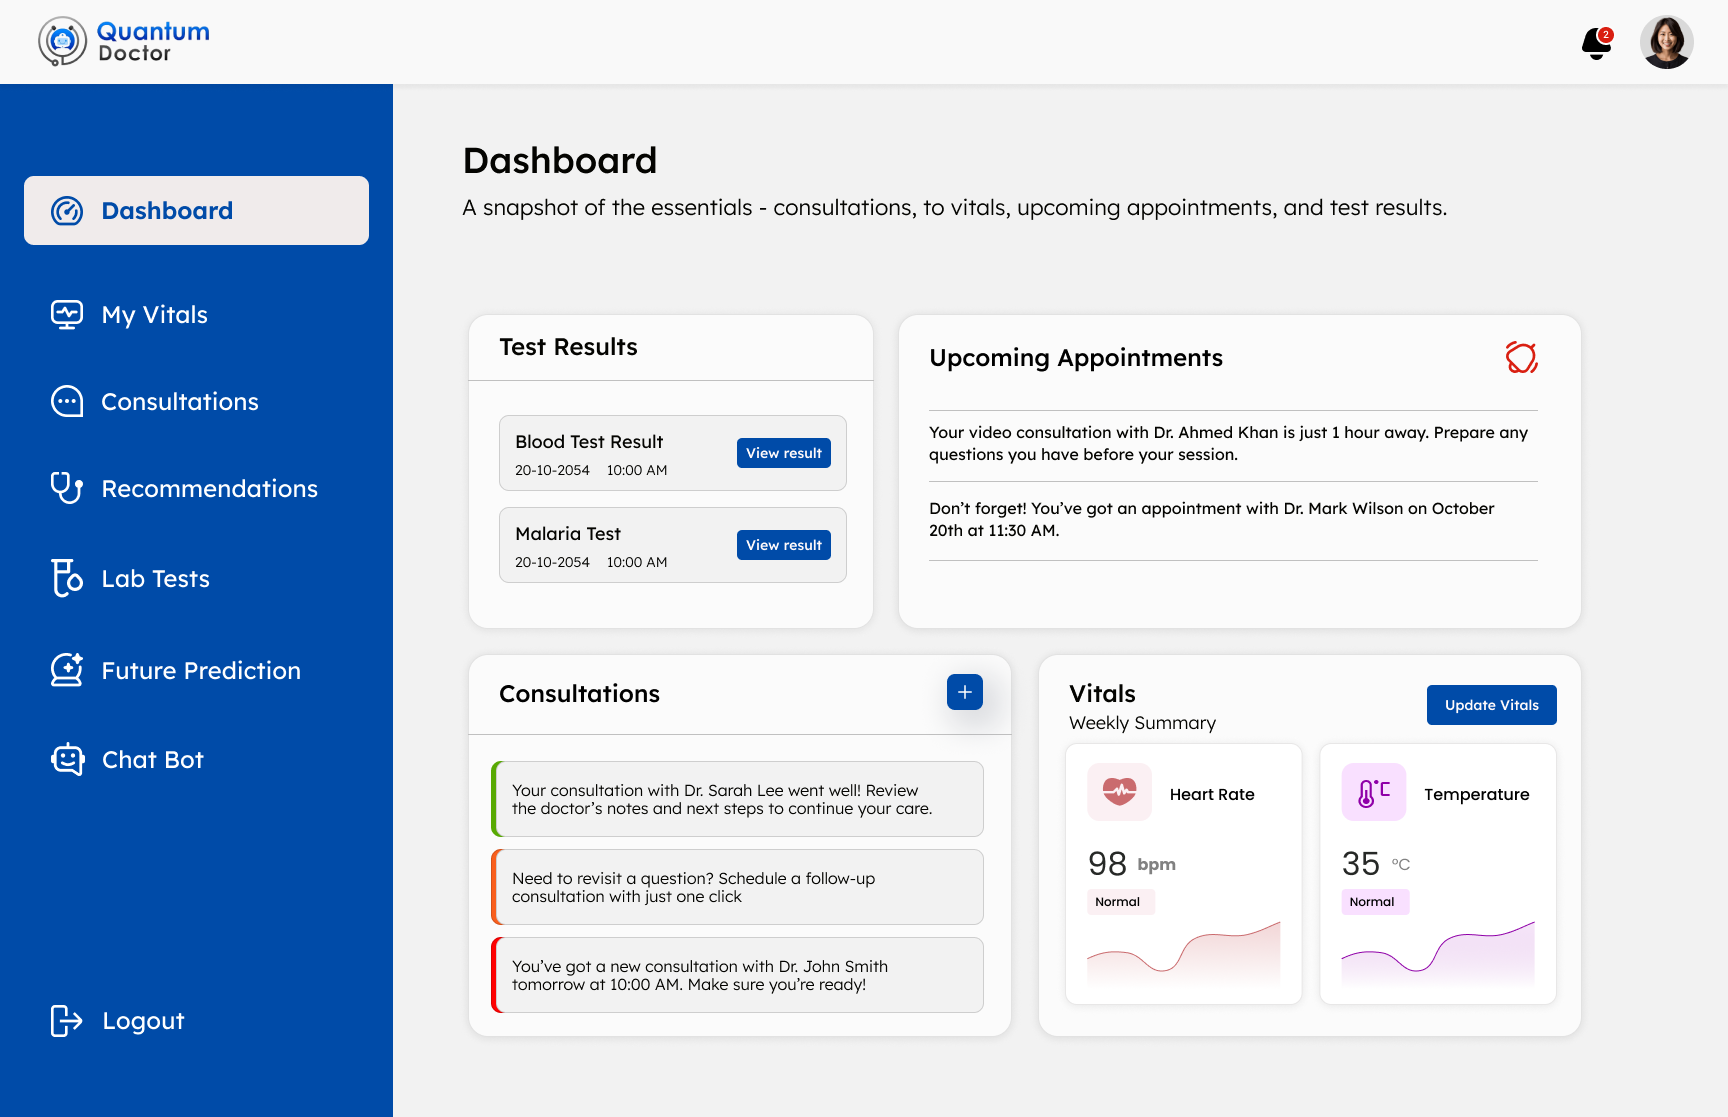 Quantum
Doctor
2
Dashboard
My Vitals
Consultations
Recommendations
Lab Tests
Future Prediction
Chat Bot
Logout
Dashboard
A snapshot of the essentials - consultations, to vitals, upcoming appointments, and test results.
Test Results
Blood Test Result
20-10-2054 10:00 AM
View result
Malaria Test
20-10-2054 10:00 AM
View result
Upcoming Appointments
Your video consultation with Dr. Ahmed Khan is just 1 hour away. Prepare any
questions you have before your session.
Don’t forget! You’ve got an appointment with Dr. Mark Wilson on October
20th at 11:30 AM.
Consultations
Your consultation with Dr. Sarah Lee went well! Review
the doctor’s notes and next steps to continue your care.
Need to revisit a question? Schedule a follow-up
consultation with just one click
You’ve got a new consultation with Dr. John Smith
tomorrow at 10:00 AM. Make sure you’re ready!
Vitals
Weekly Summary
Update Vitals
Heart Rate
98 bpm
Normal
°C
Temperature
35 °C
Normal